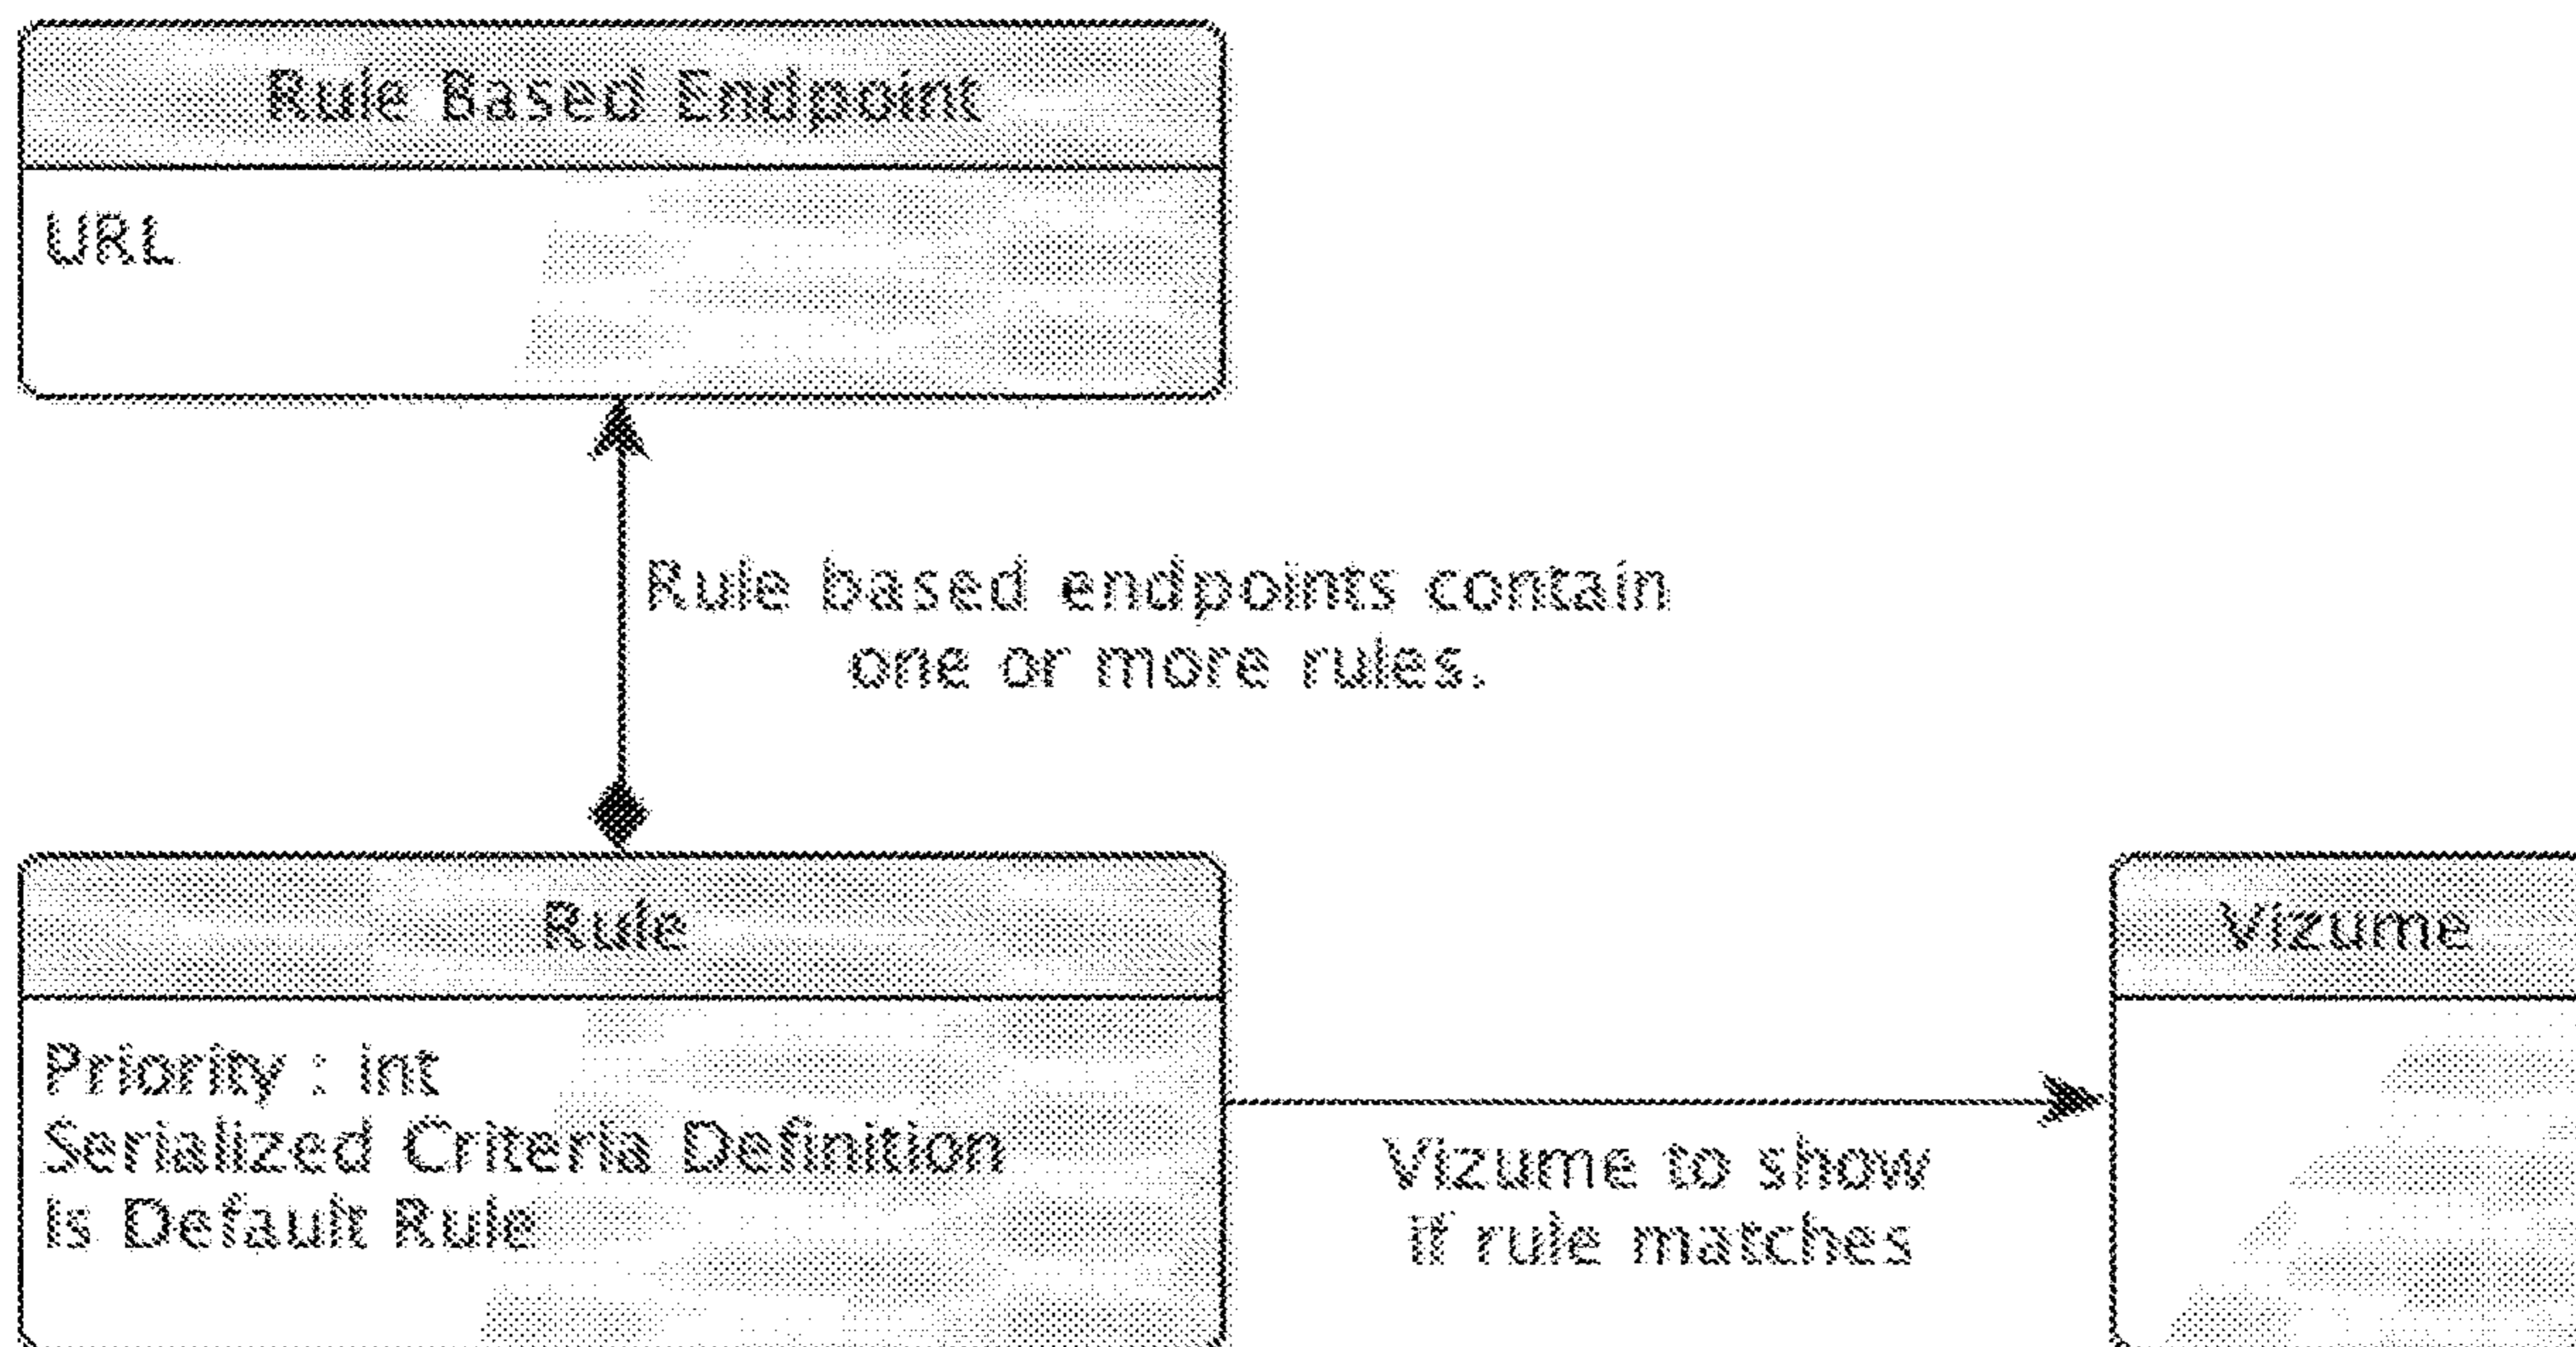 Rule Based Endpoint
URL
Rule based endpoints contain
one or more rules.
Rule
Priority : int
Serialized Criteria Definition
Is Default Rule
Vizume to show
if rule matches
Vizume